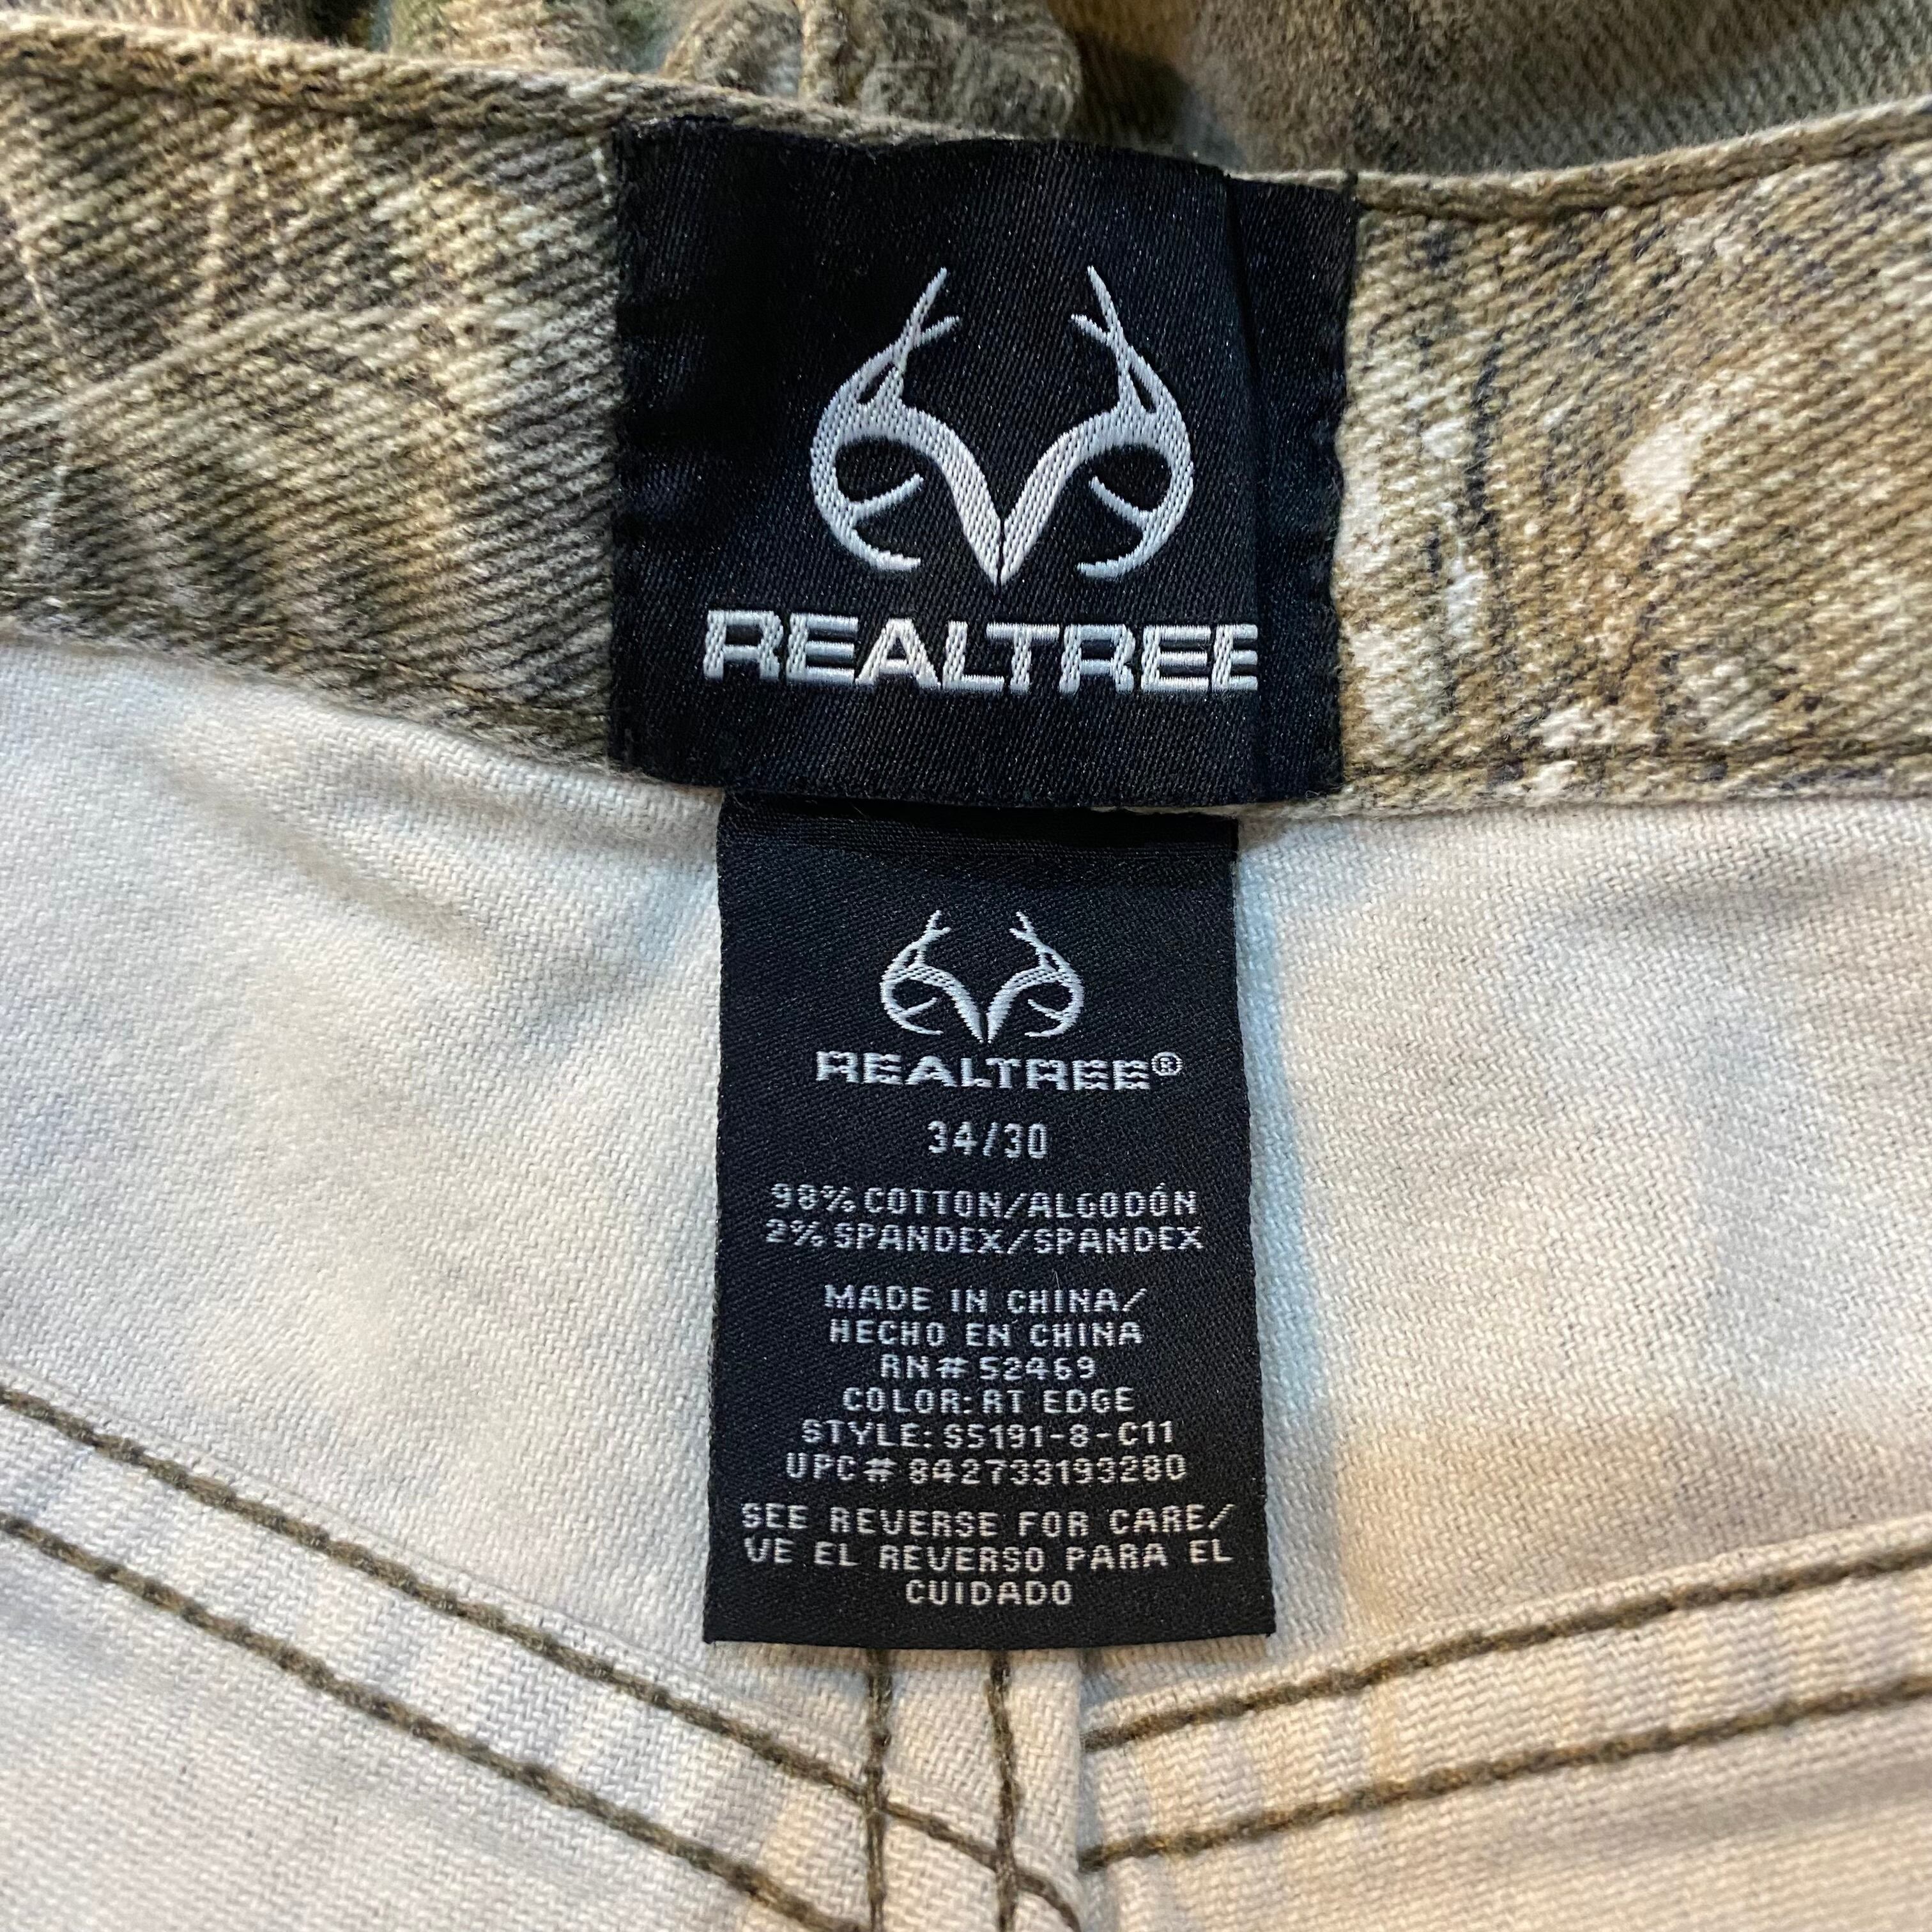 REALTREE
REALTREE®
34/30
98% COTTON/ALGODÓN
2% SPANDEX/SPANDEX
MADE IN CHINA/
HECHO EN CHINA
RN# 52469
COLOR: RT EDGE
STYLE: S5191-8-C11
UPC# 842733193280
SEE REVERSE FOR CARE/
VE EL REVERSO PARA EL
CUIDADO